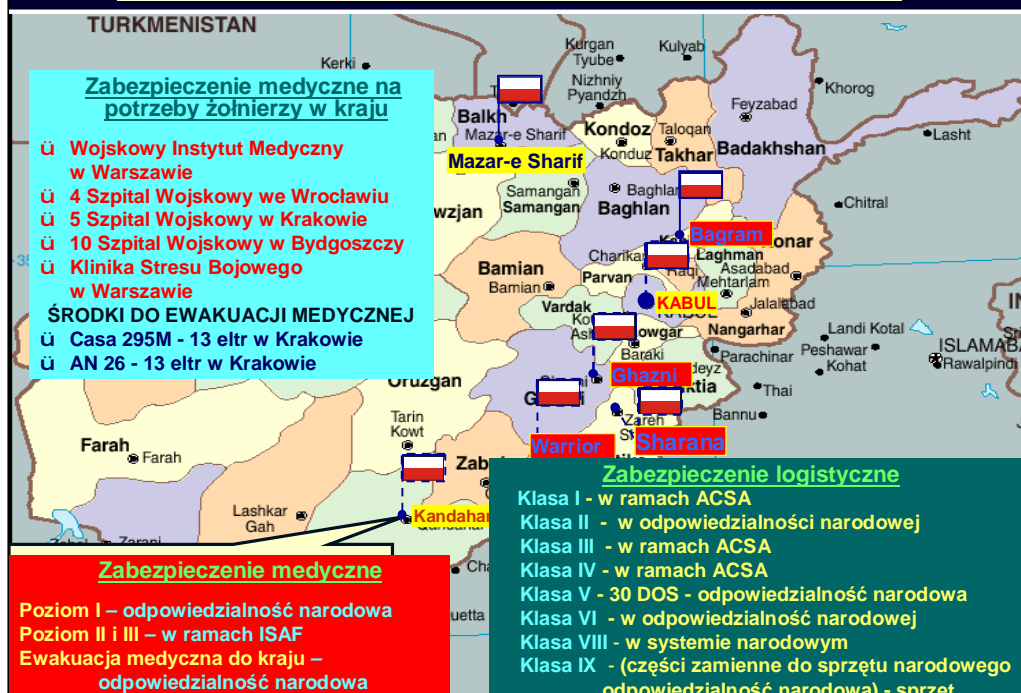 TURKMENISTAN
Kerki
Kurgan
Tyube
Kulyab
Nizhniy
Pyandzh
Khorog
Feyzabad
Lasht
Balkh
Mazar-e Sharif
Mazar-e Sharif
Kondoz
Konduz
Taloqan
Takhar
Badakhshan
Samangan
Samangan
Baghlan
Baghlan
Chitral
Bagram
Charikar
Parvan
Laghman
Asadabad
Mehtarlam
Bamian
Bamian
KABUL
Jalalabad
Vardak
Nangarhar
Landi Kotal
Baraki
Parachinar
Peshawar
Kohat
Rawalpindi
Ghazni
Thai
Bannu
Oruzgan
Tarin
Kowt
Zareh
Warrior
Sharana
Farah
Farah
Lashkar
Gah
Kandahar
Zabezpieczenie medyczne na
potrzeby żołnierzy w kraju
ü Wojskowy Instytut Medyczny
w Warszawie
ü 4 Szpital Wojskowy we Wrocławiu
ü 5 Szpital Wojskowy w Krakowie
ü 10 Szpital Wojskowy w Bydgoszczy
ü Klinika Stresu Bojowego
w Warszawie
ŚRODKI DO EWAKUACJI MEDYCZNEJ
ü Casa 295M - 13 eltr w Krakowie
ü AN 26 - 13 eltr w Krakowie
Zabezpieczenie medyczne
Poziom I – odpowiedzialność narodowa
Poziom II i III – w ramach ISAF
Ewakuacja medyczna do kraju –
odpowiedzialność narodowa
Zabezpieczenie logistyczne
Klasa I - w ramach ACSA
Klasa II - w odpowiedzialności narodowej
Klasa III - w ramach ACSA
Klasa IV - w ramach ACSA
Klasa V - 30 DOS - odpowiedzialność narodowa
Klasa VI - w odpowiedzialności narodowej
Klasa VIII - w systemie narodowym
Klasa IX - (części zamienne do sprzętu narodowego
odpowiedzialność narodowa) - sprzęt